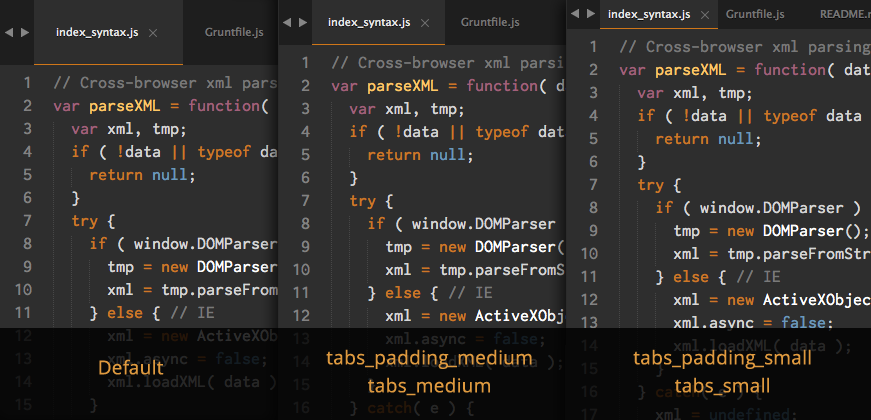 index_syntax.js × Gruntfile.js
1 // Cross-browser xml pars
2 var parseXML = function(
3 var xml, tmp;
4 if ( !data || typeof da
5 return null;
6 }
7 try {
8 if ( window.DOMParser
9 tmp = new DOMParser
10 xml = tmp.parseFrom
11 } else { // IE
12 xml = new ActiveXO
13 xml.async = false;
14 xml.loadXML( data )
15 }
Default
index_syntax.js × Gruntfile.js
1 // Cross-browser xml parsing
2 var parseXML = function( d
3 var xml, tmp;
4 if ( !data || typeof dat
5 return null;
6 }
7 try {
8 if ( window.DOMParser
9 tmp = new DOMParser(
10 xml = tmp.parseFromS
11 } else { // IE
12 xml = new ActiveXObj
13 xml.async = false;
14 xml.loadXML( data );
15 }
16 } catch( e ) {
tabs_padding_medium
tabs_medium
index_syntax.js × Gruntfile.js README.m
1 // Cross-browser xml parsing
2 var parseXML = function( dat
3 var xml, tmp;
4 if ( !data || typeof data
5 return null;
6 }
7 try {
8 if ( window.DOMParser )
9 tmp = new DOMParser();
10 xml = tmp.parseFromStr
11 } else { // IE
12 xml = new ActiveXObjec
13 xml.async = false;
14 xml.loadXML( data );
15 }
16 } catch( e ) {
17 xml = undefined;
tabs_padding_small
tabs_small